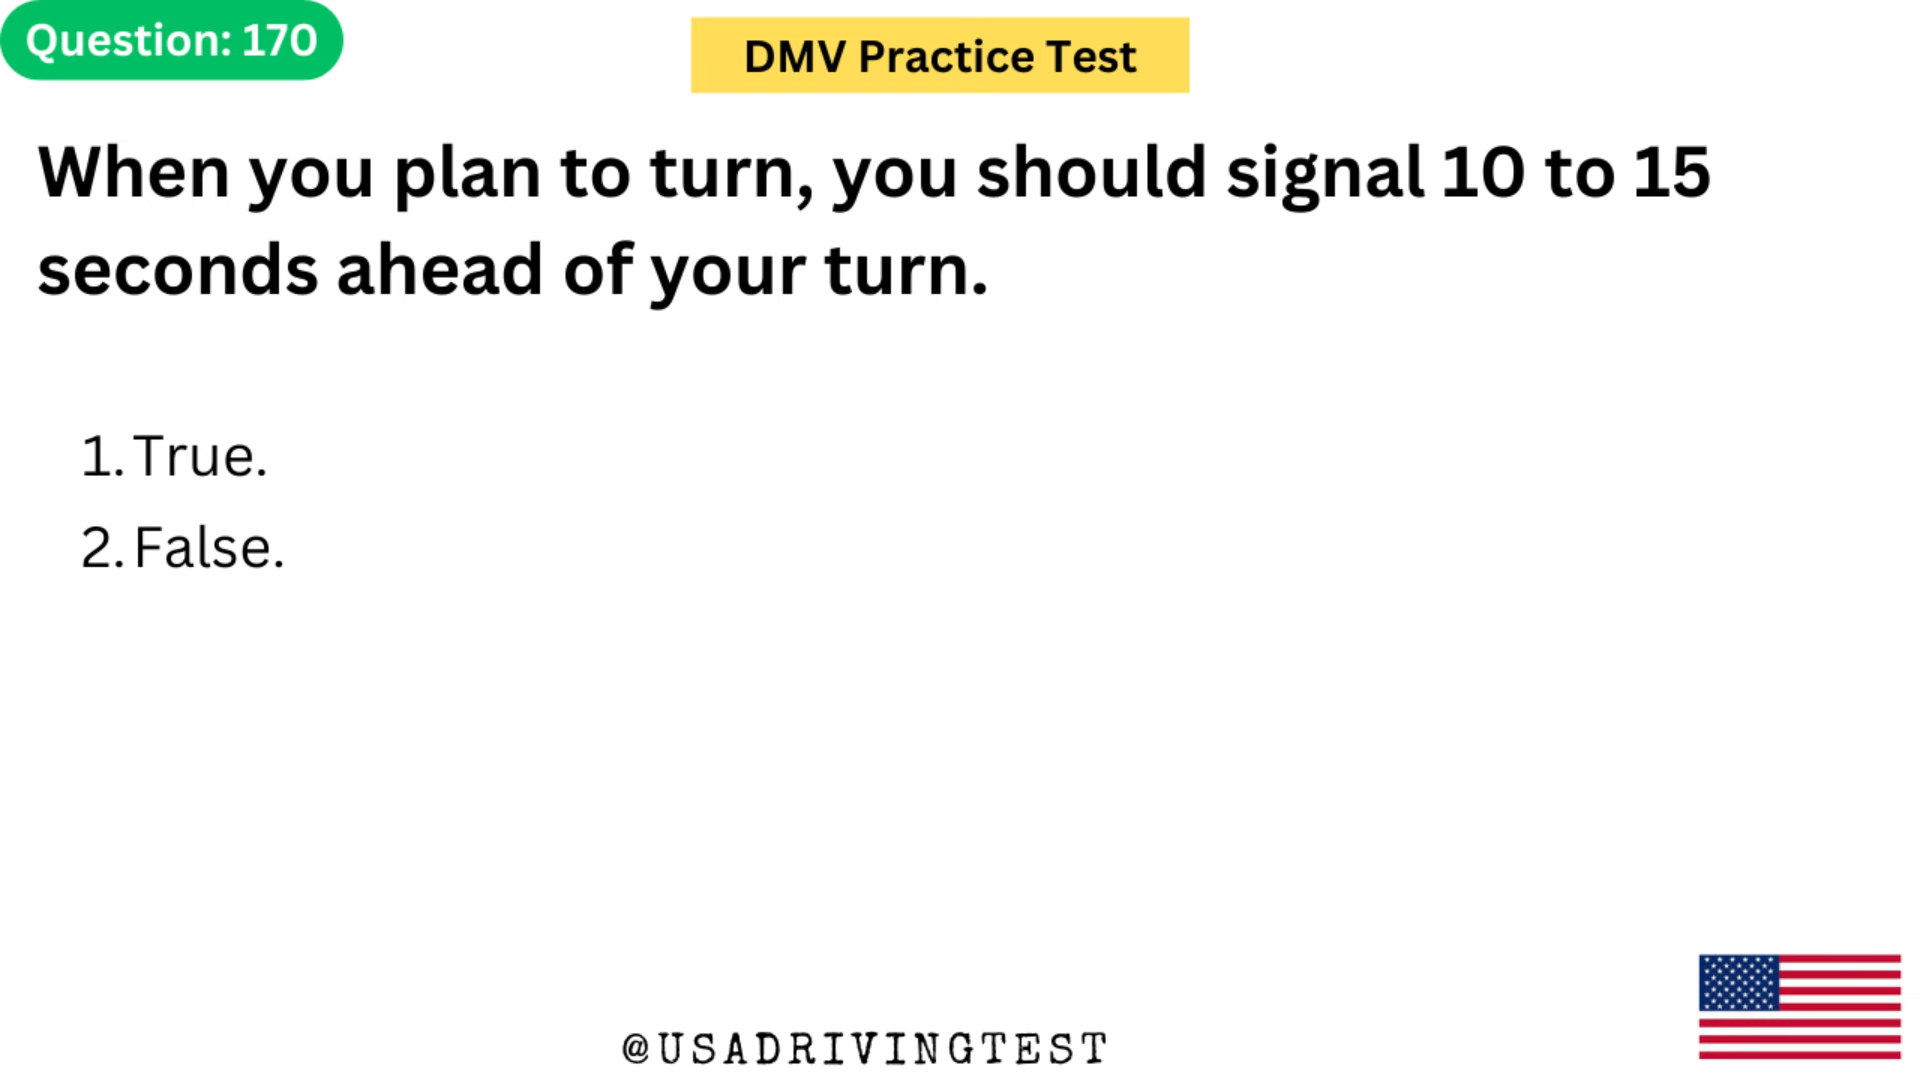 Question: 170
DMV Practice Test
When you plan to turn, you should signal 10 to 15
seconds ahead of your turn.
1. True.
2. False.
@USADRIVINGTEST